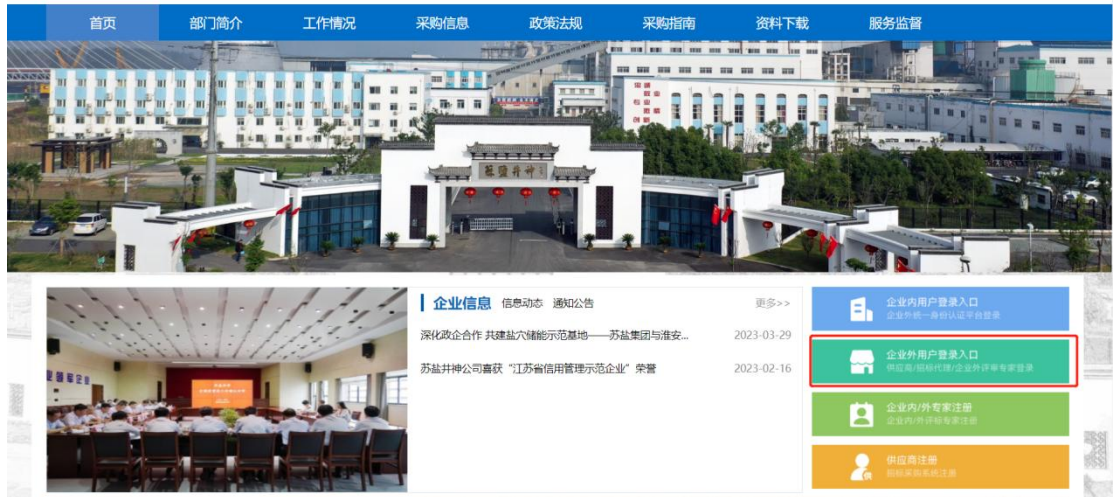 首页 部门简介 工作情况 采购信息 政策法规 采购指南 资料下载 服务监督
苏盐井神
企业信息 信息动态 通知公告 更多>>
深化政企合作 共建盐穴储能示范基地——苏盐集团与淮安... 2023-03-29
苏盐井神公司喜获“江苏省信用管理示范企业”荣誉 2023-02-16
企业内用户登录入口
企业外统一身份认证平台登录
企业外用户登录入口
供应商/招标代理/企业外评审专家登录
企业内/外专家注册
企业内/外评标专家注册
供应商注册
招标采购系统注册